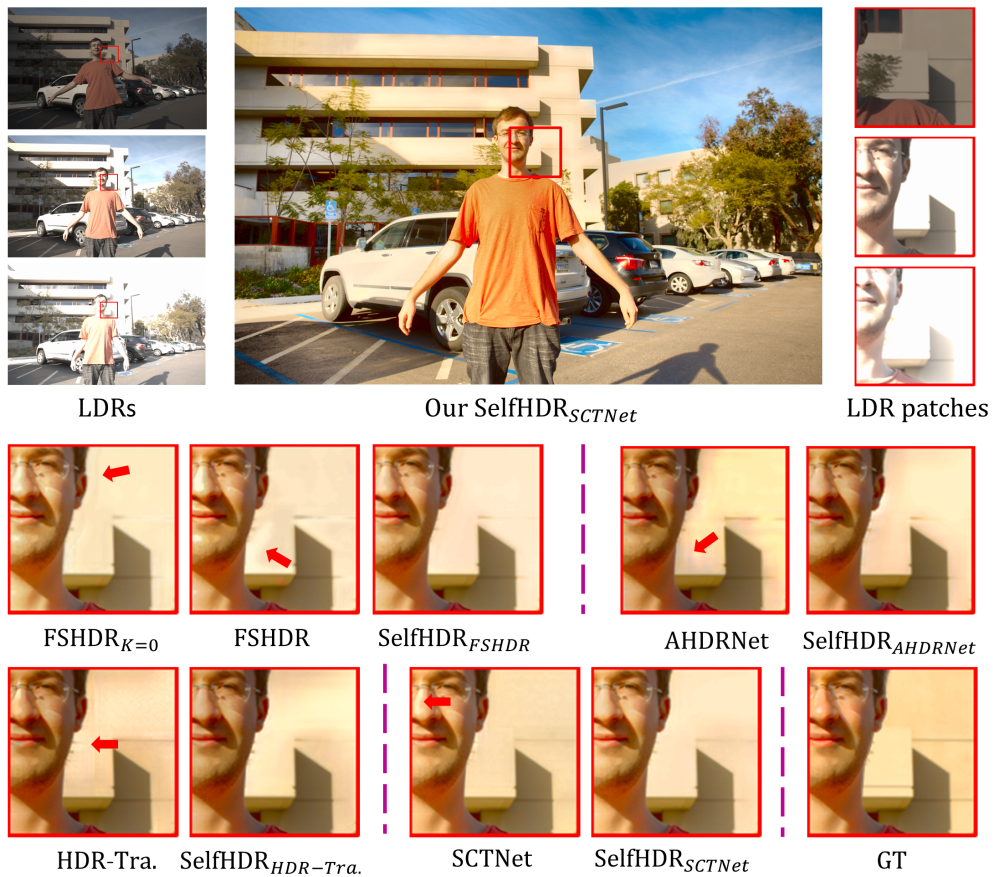 LDRs
Our SelfHDR_SCTNet
LDR patches
FSHDR_K=0
FSHDR
SelfHDR_FSHDR
AHDRNet
SelfHDR_AHDRNet
HDR-Tra.
SelfHDR_HDR−Tra.
SCTNet
SelfHDR_SCTNet
GT